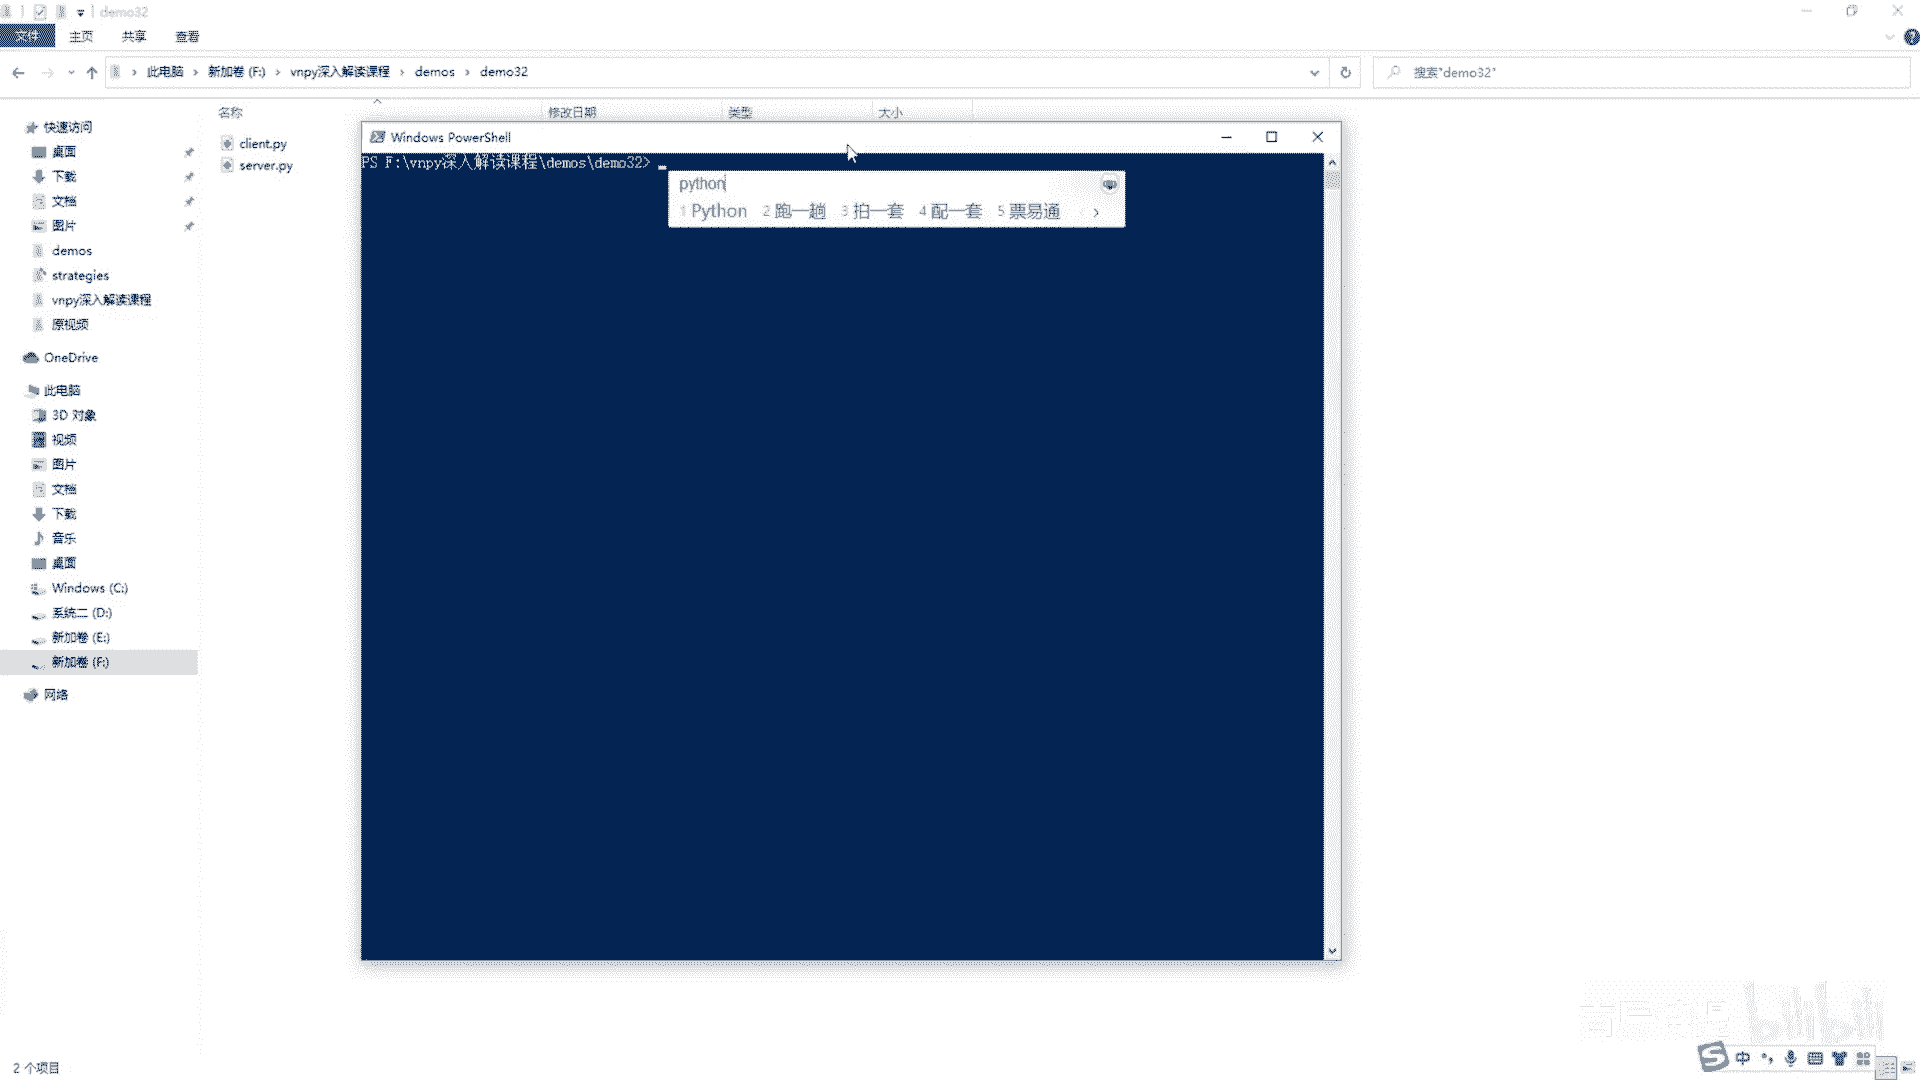 demo32
文件 主页 共享 查看
此电脑 › 新加卷 (F:) › vnpy深入解读课程 › demos › demo32
搜索"demo32"
名称 修改日期 类型 大小
快速访问
桌面
下载
文档
图片
demos
strategies
vnpy深入解读课程
原视频
OneDrive
此电脑
3D 对象
视频
图片
文档
下载
音乐
桌面
Windows (C:)
系统二 (D:)
新加卷 (E:)
新加卷 (F:)
网络
client.py
server.py
Windows PowerShell
PS F:\vnpy深入解读课程\demos\demo32>
python
1 Python 2 跑一趟 3 拍一套 4 配一套 5 票易通
2 个项目
bilibili
中